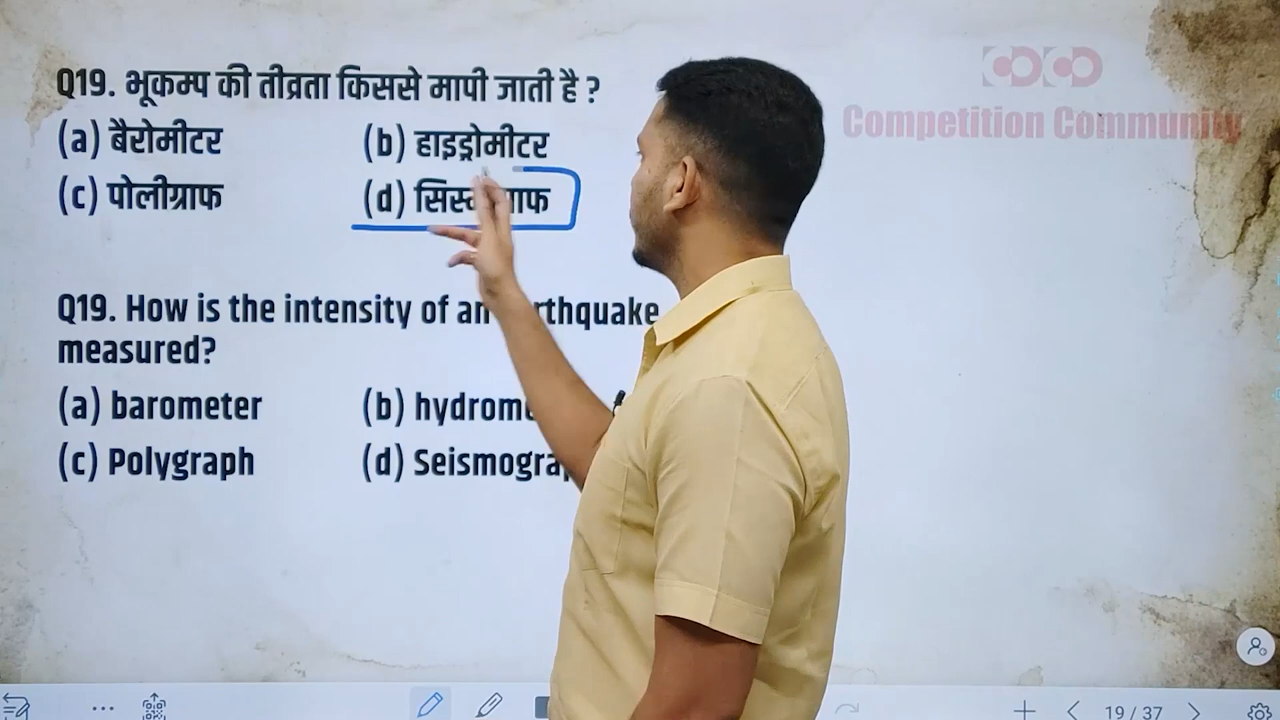 Q19. भूकम्प की तीव्रता किससे मापी जाती है ?
(a) बैरोमीटर (b) हाइड्रोमीटर
(c) पोलीग्राफ (d)
Competition Community
Q19. How is the intensity of an
measured?
(a) barometer (b)
(c) Polygraph (d)
19 / 37